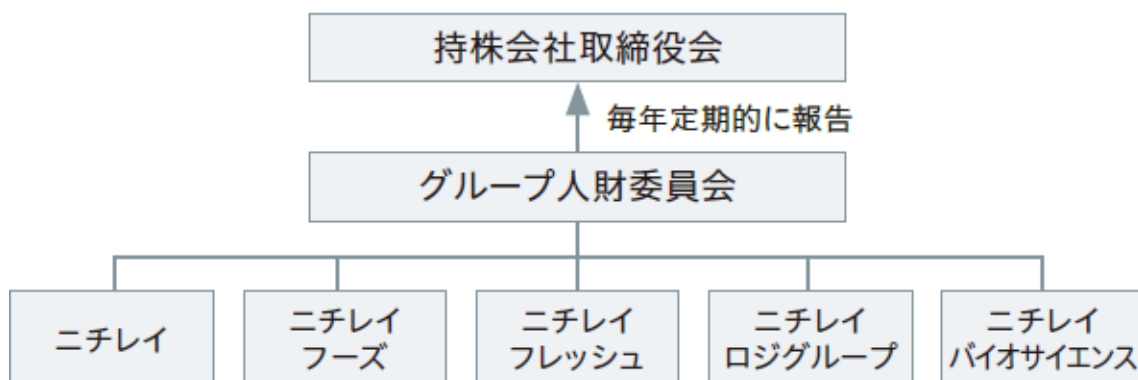 持株会社取締役会
毎年定期的に報告
グループ人財委員会
ニチレイ
ニチレイ
フーズ
ニチレイ
フレッシュ
ニチレイ
ロジグループ
ニチレイ
バイオサイエンス